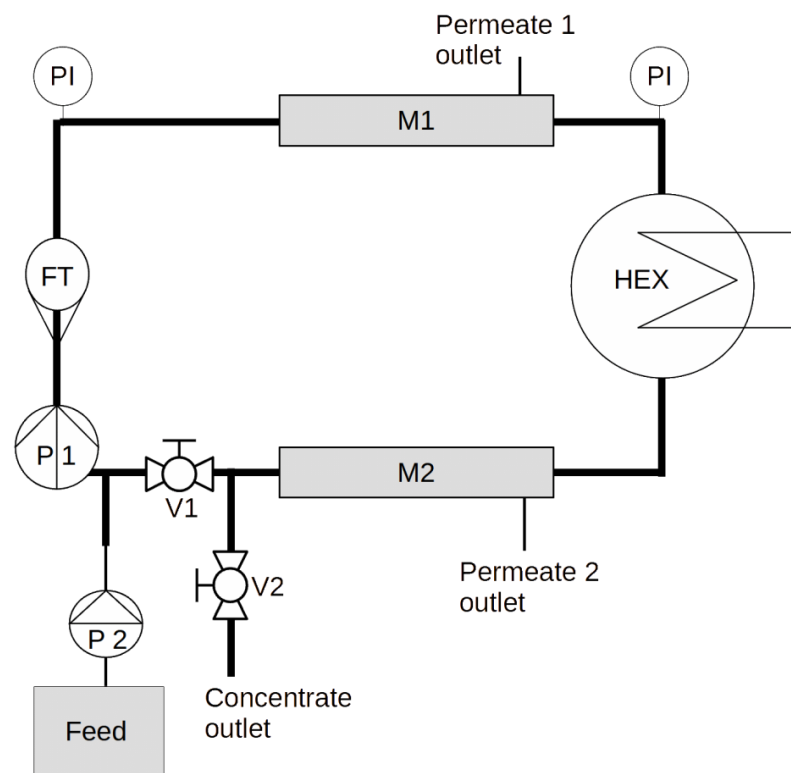 Permeate 1
outlet
PI
PI
M1
FT
HEX
P 1
V1
M2
V2
Permeate 2
outlet
P 2
Concentrate
outlet
Feed